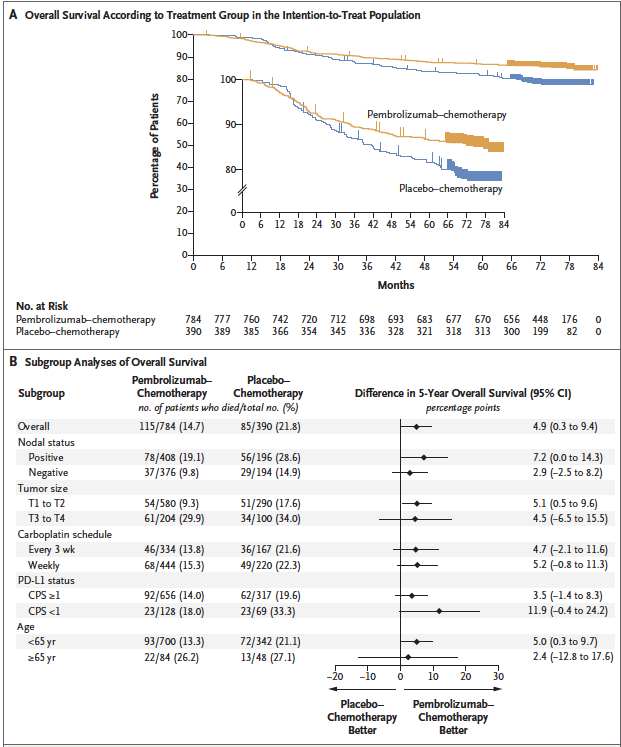 A Overall Survival According to Treatment Group in the Intention-to-Treat Population
Percentage of Patients
100
90
80
70
60
50
40
30
20
10
0
100
90
80
0
Pembrolizumab–chemotherapy
Placebo–chemotherapy
0 6 12 18 24 30 36 42 48 54 60 66 72 78 84
0 6 12 18 24 30 36 42 48 54 60 66 72 78 84
Months
No. at Risk
Pembrolizumab–chemotherapy 784 777 760 742 720 712 698 693 683 677 670 656 448 176 0
Placebo–chemotherapy 390 389 385 366 354 345 336 328 321 318 313 300 199 82 0
B Subgroup Analyses of Overall Survival
Subgroup
Pembrolizumab–
Chemotherapy
Placebo–
Chemotherapy
Difference in 5-Year Overall Survival (95% CI)
no. of patients who died/total no. (%)
percentage points
Overall 115/784 (14.7) 85/390 (21.8) 4.9 (0.3 to 9.4)
Nodal status
Positive 78/408 (19.1) 56/196 (28.6) 7.2 (0.0 to 14.3)
Negative 37/376 (9.8) 29/194 (14.9) 2.9 (−2.5 to 8.2)
Tumor size
T1 to T2 54/580 (9.3) 51/290 (17.6) 5.1 (0.5 to 9.6)
T3 to T4 61/204 (29.9) 34/100 (34.0) 4.5 (−6.5 to 15.5)
Carboplatin schedule
Every 3 wk 46/334 (13.8) 36/167 (21.6) 4.7 (−2.1 to 11.6)
Weekly 68/444 (15.3) 49/220 (22.3) 5.2 (−0.8 to 11.3)
PD-L1 status
CPS ≥1 92/656 (14.0) 62/317 (19.6) 3.5 (−1.4 to 8.3)
CPS <1 23/128 (18.0) 23/69 (33.3) 11.9 (−0.4 to 24.2)
Age
<65 yr 93/700 (13.3) 72/342 (21.1) 5.0 (0.3 to 9.7)
≥65 yr 22/84 (26.2) 13/48 (27.1) 2.4 (−12.8 to 17.6)
−20 −10 0 10 20 30
Placebo–
Chemotherapy
Better
Pembrolizumab–
Chemotherapy
Better